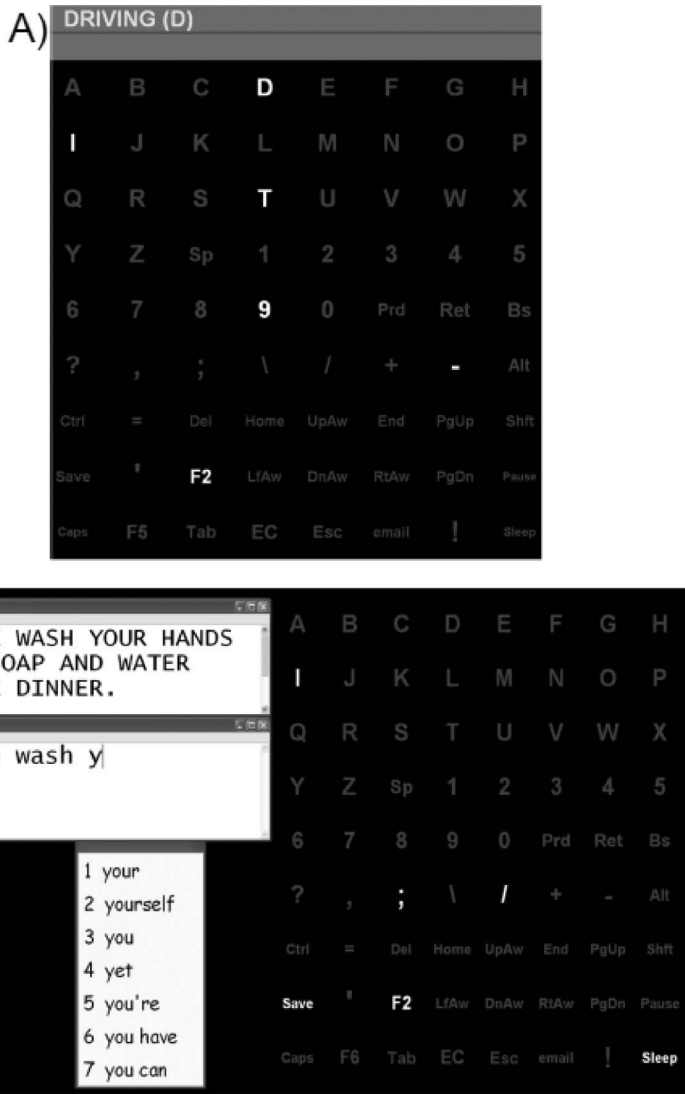 A)
DRIVING (D)
A B C D E F G H
I J K L M N O P
Q R S T U V W X
Y Z Sp 1 2 3 4 5
6 7 8 9 0 Prd Ret Bs
? , ; \ / + - Alt
Ctrl = Del Home UpAw End PgUp Shft
Save ' F2 LfAw DnAw RtAw PgDn Pause
Caps F5 Tab EC Esc email ! Sleep
WASH YOUR HANDS
OAP AND WATER
DINNER.
wash y
1 your
2 yourself
3 you
4 yet
5 you're
6 you have
7 you can
A B C D E F G H
I J K L M N O P
Q R S T U V W X
Y Z Sp 1 2 3 4 5
6 7 8 9 0 Prd Ret Bs
? , ; \ / + - Alt
Ctrl = Del Home UpAw End PgUp Shft
Save ' F2 LfAw DnAw RtAw PgDn Pause
Caps F6 Tab EC Esc email ! Sleep